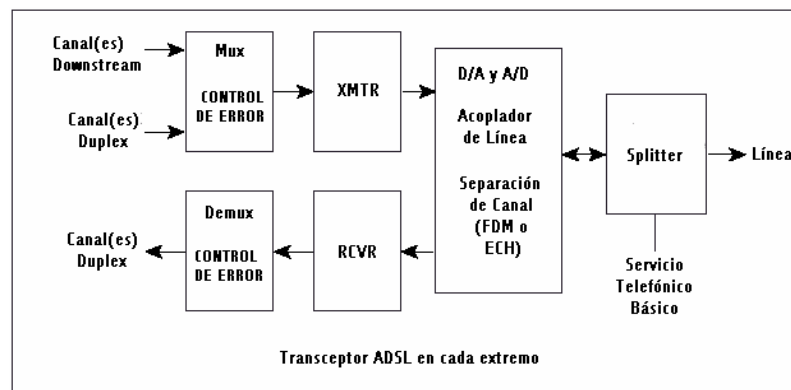 Canal(es)
Downstream
Canal(es)
Duplex
Mux
CONTROL
DE ERROR
XMTR
D/A y A/D
Acoplador
de Línea
Separación
de Canal
(FDM o
ECH)
Splitter
Línea
Canal(es)
Duplex
Demux
CONTROL
DE ERROR
RCVR
Servicio
Telefónico
Básico
Transceptor ADSL en cada extremo